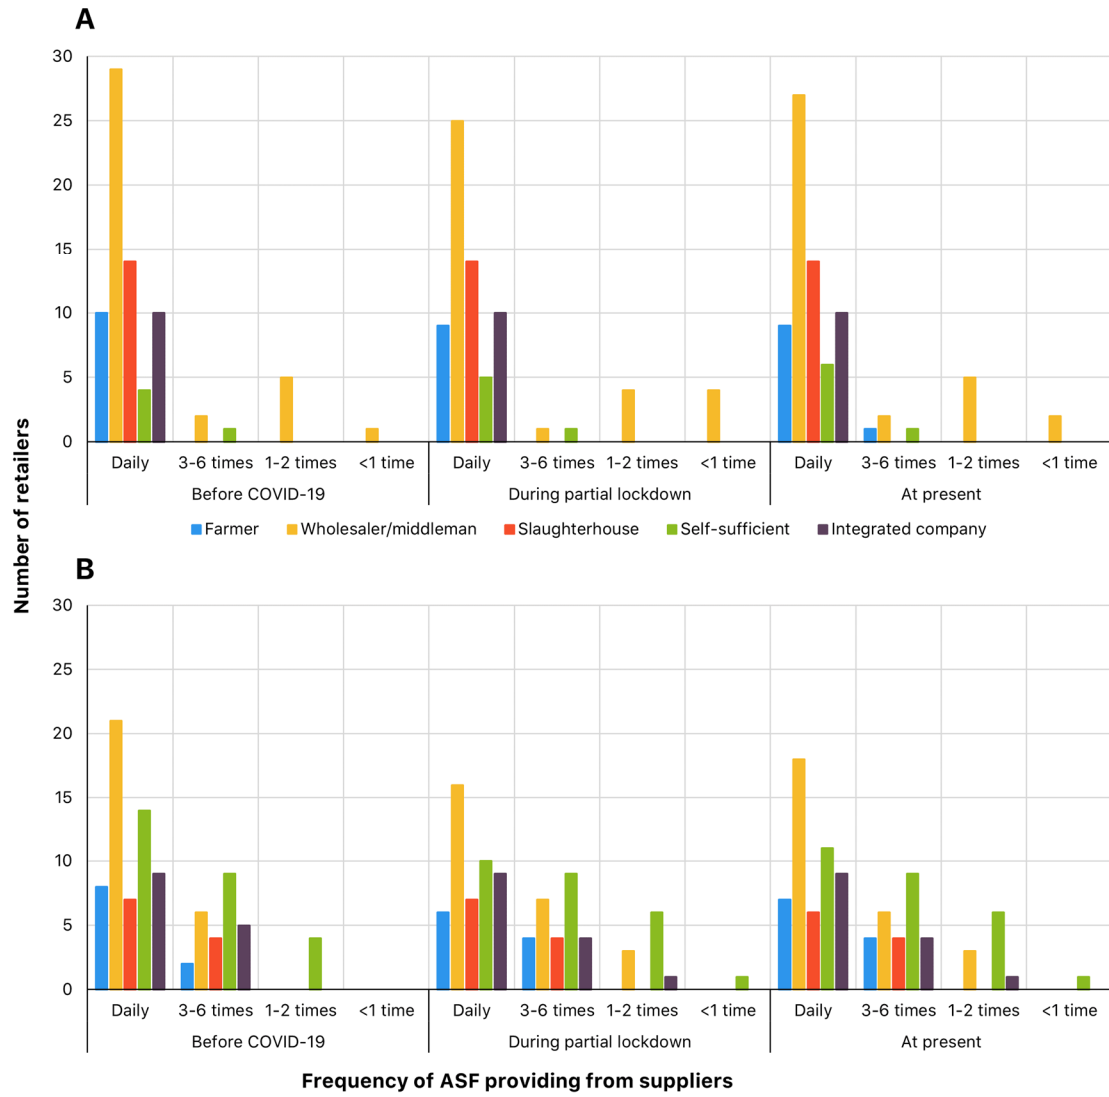 A
30
25
20
15
10
5
0
Daily 3-6 times 1-2 times <1 time Daily 3-6 times 1-2 times <1 time Daily 3-6 times 1-2 times <1 time
Before COVID-19 During partial lockdown At present
Farmer Wholesaler/middleman Slaughterhouse Self-sufficient Integrated company
Number of retailers
B
30
25
20
15
10
5
0
Daily 3-6 times 1-2 times <1 time Daily 3-6 times 1-2 times <1 time Daily 3-6 times 1-2 times <1 time
Before COVID-19 During partial lockdown At present
Frequency of ASF providing from suppliers